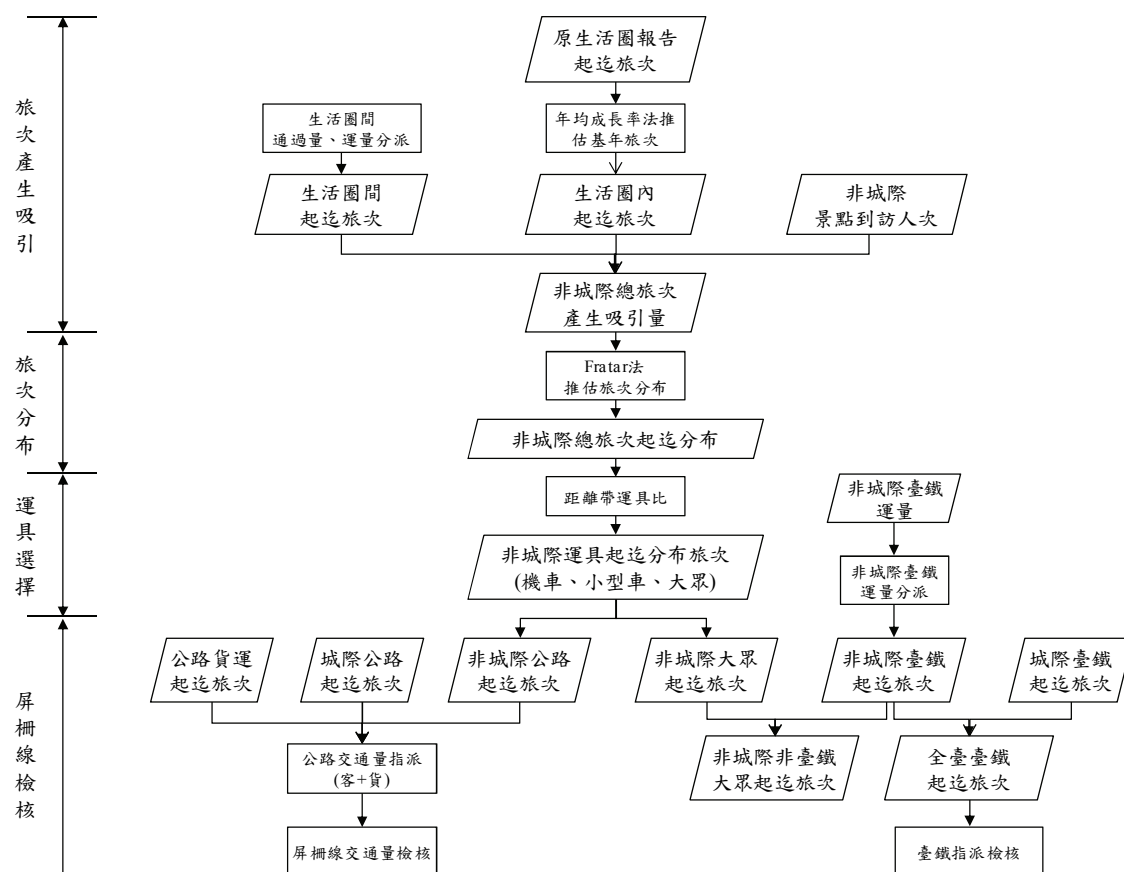 旅次產生吸引
原生活圈報告
起迄旅次
生活圈間
通過量、運量分派
年均成長率法推
估基年旅次
生活圈間
起迄旅次
生活圈內
起迄旅次
非城際
景點到訪人次
非城際總旅次
產生吸引量
旅次分布
Fratar法
推估旅次分布
非城際總旅次起迄分布
運具選擇
距離帶運具比
非城際臺鐵
運量
非城際運具起迄分布旅次
(機車、小型車、大眾)
非城際臺鐵
運量分派
屏柵線檢核
公路貨運
起迄旅次
城際公路
起迄旅次
非城際公路
起迄旅次
非城際大眾
起迄旅次
非城際臺鐵
起迄旅次
城際臺鐵
起迄旅次
公路交通量指派
(客+貨)
非城際非臺鐵
大眾起迄旅次
全臺臺鐵
起迄旅次
屏柵線交通量檢核
臺鐵指派檢核